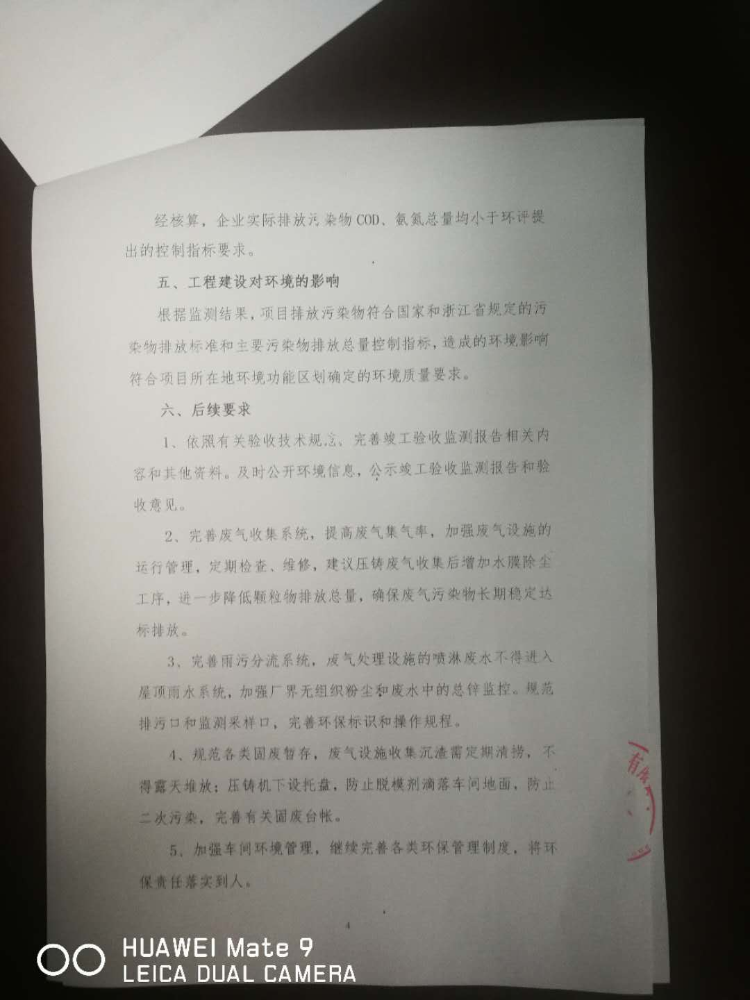 经核算，企业实际排放污染物COD、氨氮总量均小于环评提
出的控制指标要求。
五、工程建设对环境的影响
根据监测结果，项目排放污染物符合国家和浙江省规定的污
染物排放标准和主要污染物排放总量控制指标，造成的环境影响
符合项目所在地环境功能区划确定的环境质量要求。
六、后续要求
1、依照有关验收技术规范、完善竣工验收监测报告相关内
容和其他资料。及时公开环境信息，公示竣工验收监测报告和验
收意见。
2、完善废气收集系统，提高废气集气率，加强废气设施的
运行管理，定期检查、维修，建议压铸废气收集后增加水膜除尘
工序，进一步降低颗粒物排放总量，确保废气污染物长期稳定达
标排放。
3、完善雨污分流系统，废气处理设施的喷淋废水不得进入
屋顶雨水系统，加强厂界无组织粉尘和废水中的总锌监控。规范
排污口和监测采样口，完善环保标识和操作规程。
4、规范各类固废暂存，废气设施收集沉渣需定期清捞，不
得露天堆放；压铸机下设托盘，防止脱模剂滴落车间地面，防止
二次污染，完善有关固废台帐。
5、加强车间环境管理，继续完善各类环保管理制度，将环
保责任落实到人。
有
4
HUAWEI Mate 9
LEICA DUAL CAMERA